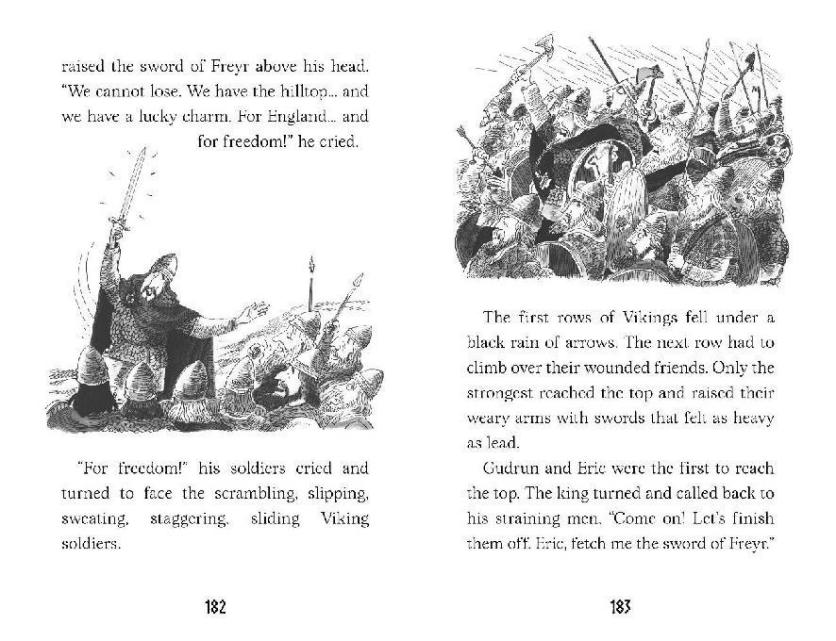 raised the sword of Freyr above his head.
“We cannot lose. We have the hilltop... and
we have a lucky charm. For England... and
for freedom!” he cried.
“For freedom!” his soldiers cried and
turned to face the scrambling, slipping,
sweating, staggering, sliding Viking
soldiers.
182
The first rows of Vikings fell under a
black rain of arrows. The next row had to
climb over their wounded friends. Only the
strongest reached the top and raised their
weary arms with swords that felt as heavy
as lead.
Gudrun and Eric were the first to reach
the top. The king turned and called back to
his straining men, “Come on! Let’s finish
them off. Eric, fetch me the sword of Freyr.”
183